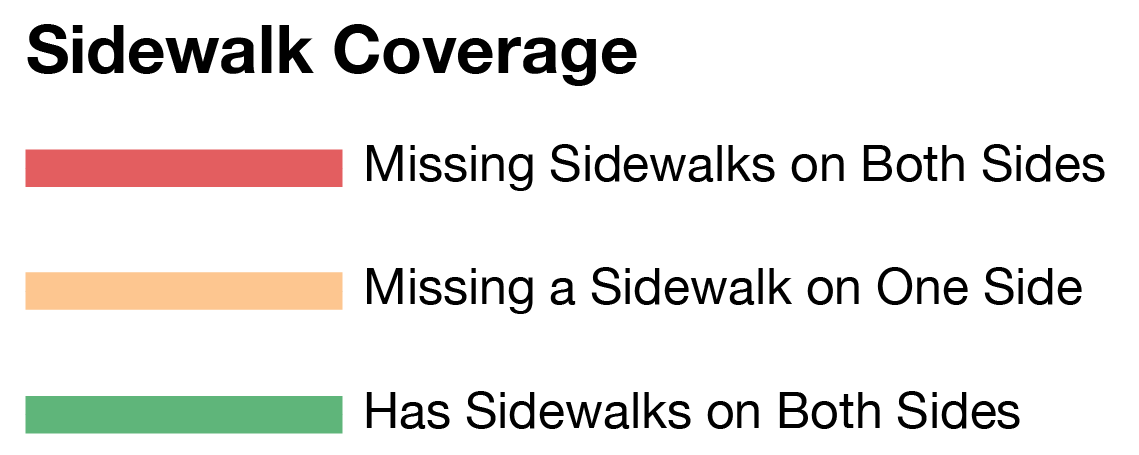 Sidewalk Coverage
Missing Sidewalks on Both Sides
Missing a Sidewalk on One Side
Has Sidewalks on Both Sides